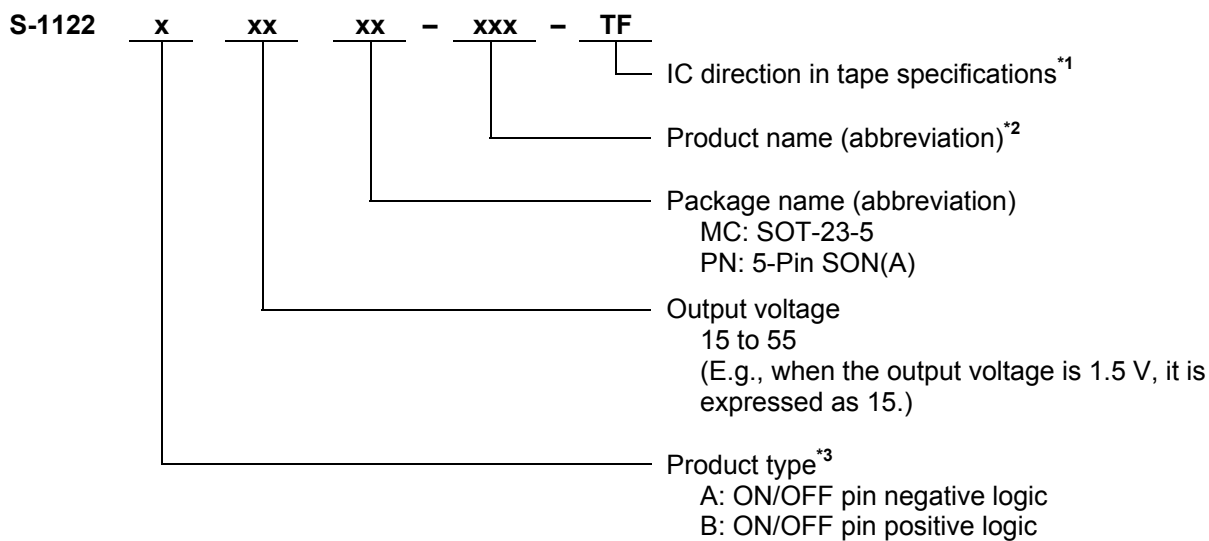 S-1122 x xx xx – xxx – TF
IC direction in tape specifications*1
Product name (abbreviation)*2
Package name (abbreviation)
MC: SOT-23-5
PN: 5-Pin SON(A)
Output voltage
15 to 55
(E.g., when the output voltage is 1.5 V, it is
expressed as 15.)
Product type*3
A: ON/OFF pin negative logic
B: ON/OFF pin positive logic